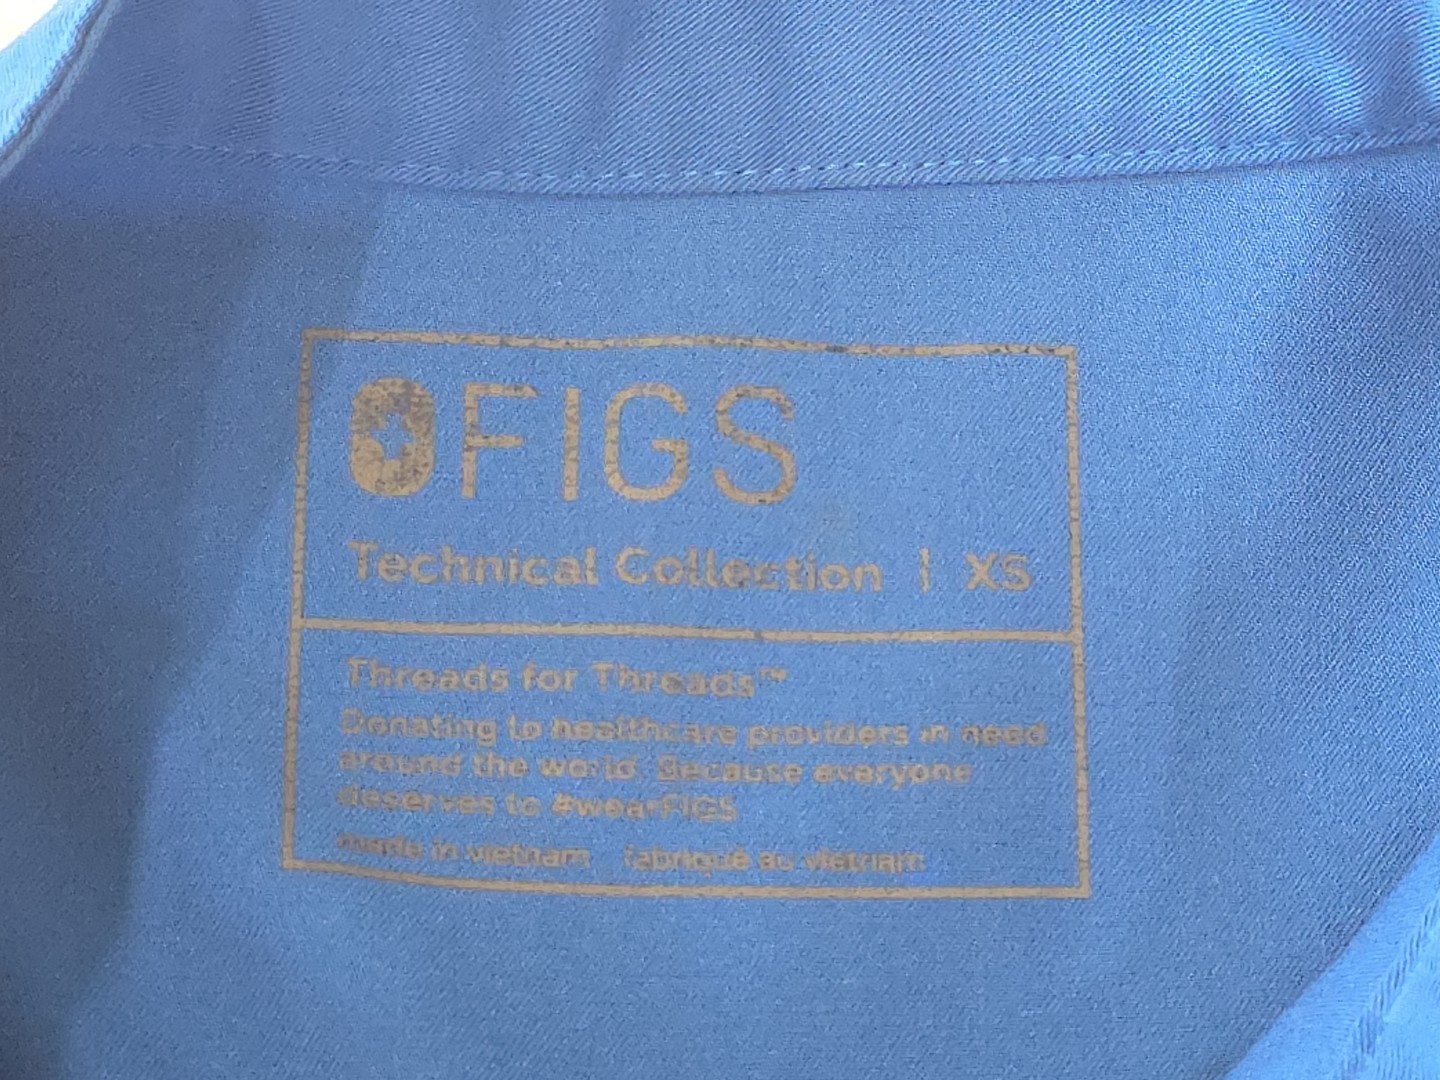 FIGS
Technical Collection | XS
Threads for Threads™
Donating to healthcare providers in need
around the world. Because everyone
deserves to #wearFIGS
made in vietnam fabriqué au vietnam